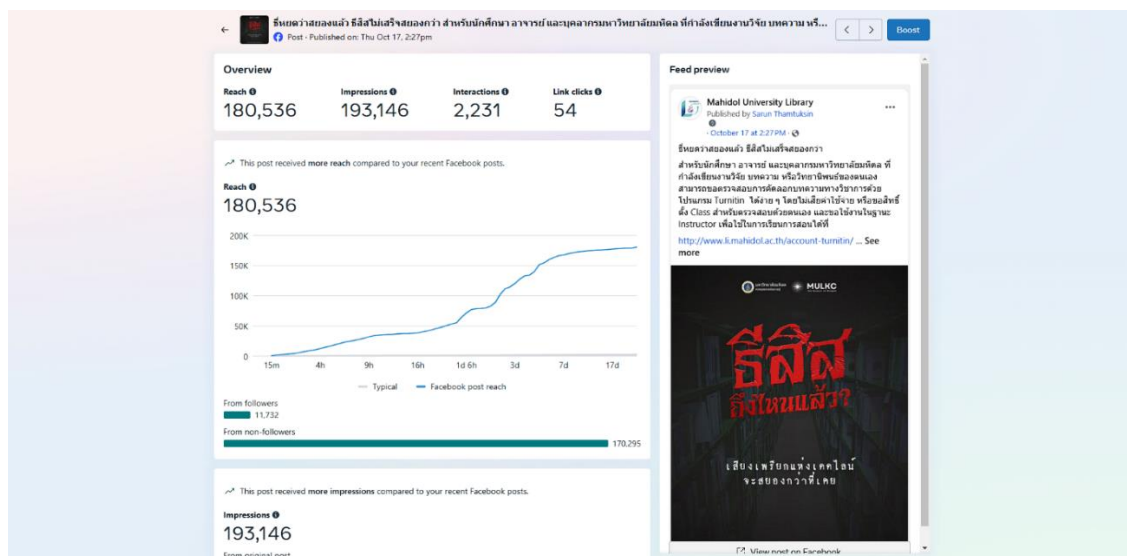 ธี่หยดว่าสยองแล้ว ธีสิสไม่เสร็จสยองกว่า สำหรับนักศึกษา อาจารย์ และบุคลากรมหาวิทยาลัยมหิดล ที่กำลังเขียนงานวิจัย บทความ หรื...
Post - Published on: Thu Oct 17, 2:27pm
Boost
Overview
Reach
Impressions
Interactions
Link clicks
180,536
193,146
2,231
54
This post received more reach compared to your recent Facebook posts.
Reach
180,536
200K
150K
100K
50K
0
15m 4h 9h 16h 1d 6h 3d 7d 17d
Typical Facebook post reach
From followers
11,732
From non-followers
170,295
This post received more impressions compared to your recent Facebook posts.
Impressions
193,146
From original post
Feed preview
Mahidol University Library
Published by Sarun Thamtuksin
· October 17 at 2:27 PM ·
ธี่หยดว่าสยองแล้ว ธีสิสไม่เสร็จสยองกว่า
สำหรับนักศึกษา อาจารย์ และบุคลากรมหาวิทยาลัยมหิดล ที่
กำลังเขียนงานวิจัย บทความ หรือวิทยานิพนธ์ของตนเอง
สามารถขอตรวจสอบการคัดลอกบทความทางวิชาการด้วย
โปรแกรม Turnitin ได้ง่าย ๆ โดยไม่เสียค่าใช้จ่าย หรือขอสิทธิ์
ตั้ง Class สำหรับตรวจสอบด้วยตนเอง และขอใช้งานในฐานะ
Instructor เพื่อใช้ในการเรียนการสอนได้ที่
http://www.li.mahidol.ac.th/account-turnitin/ ... See
more
MULKC
ธีสิส
ถึงไหนแล้ว?
เสียงเพรียกแห่งเดดไลน์
จะสยองกว่าที่เคย
View post on Facebook